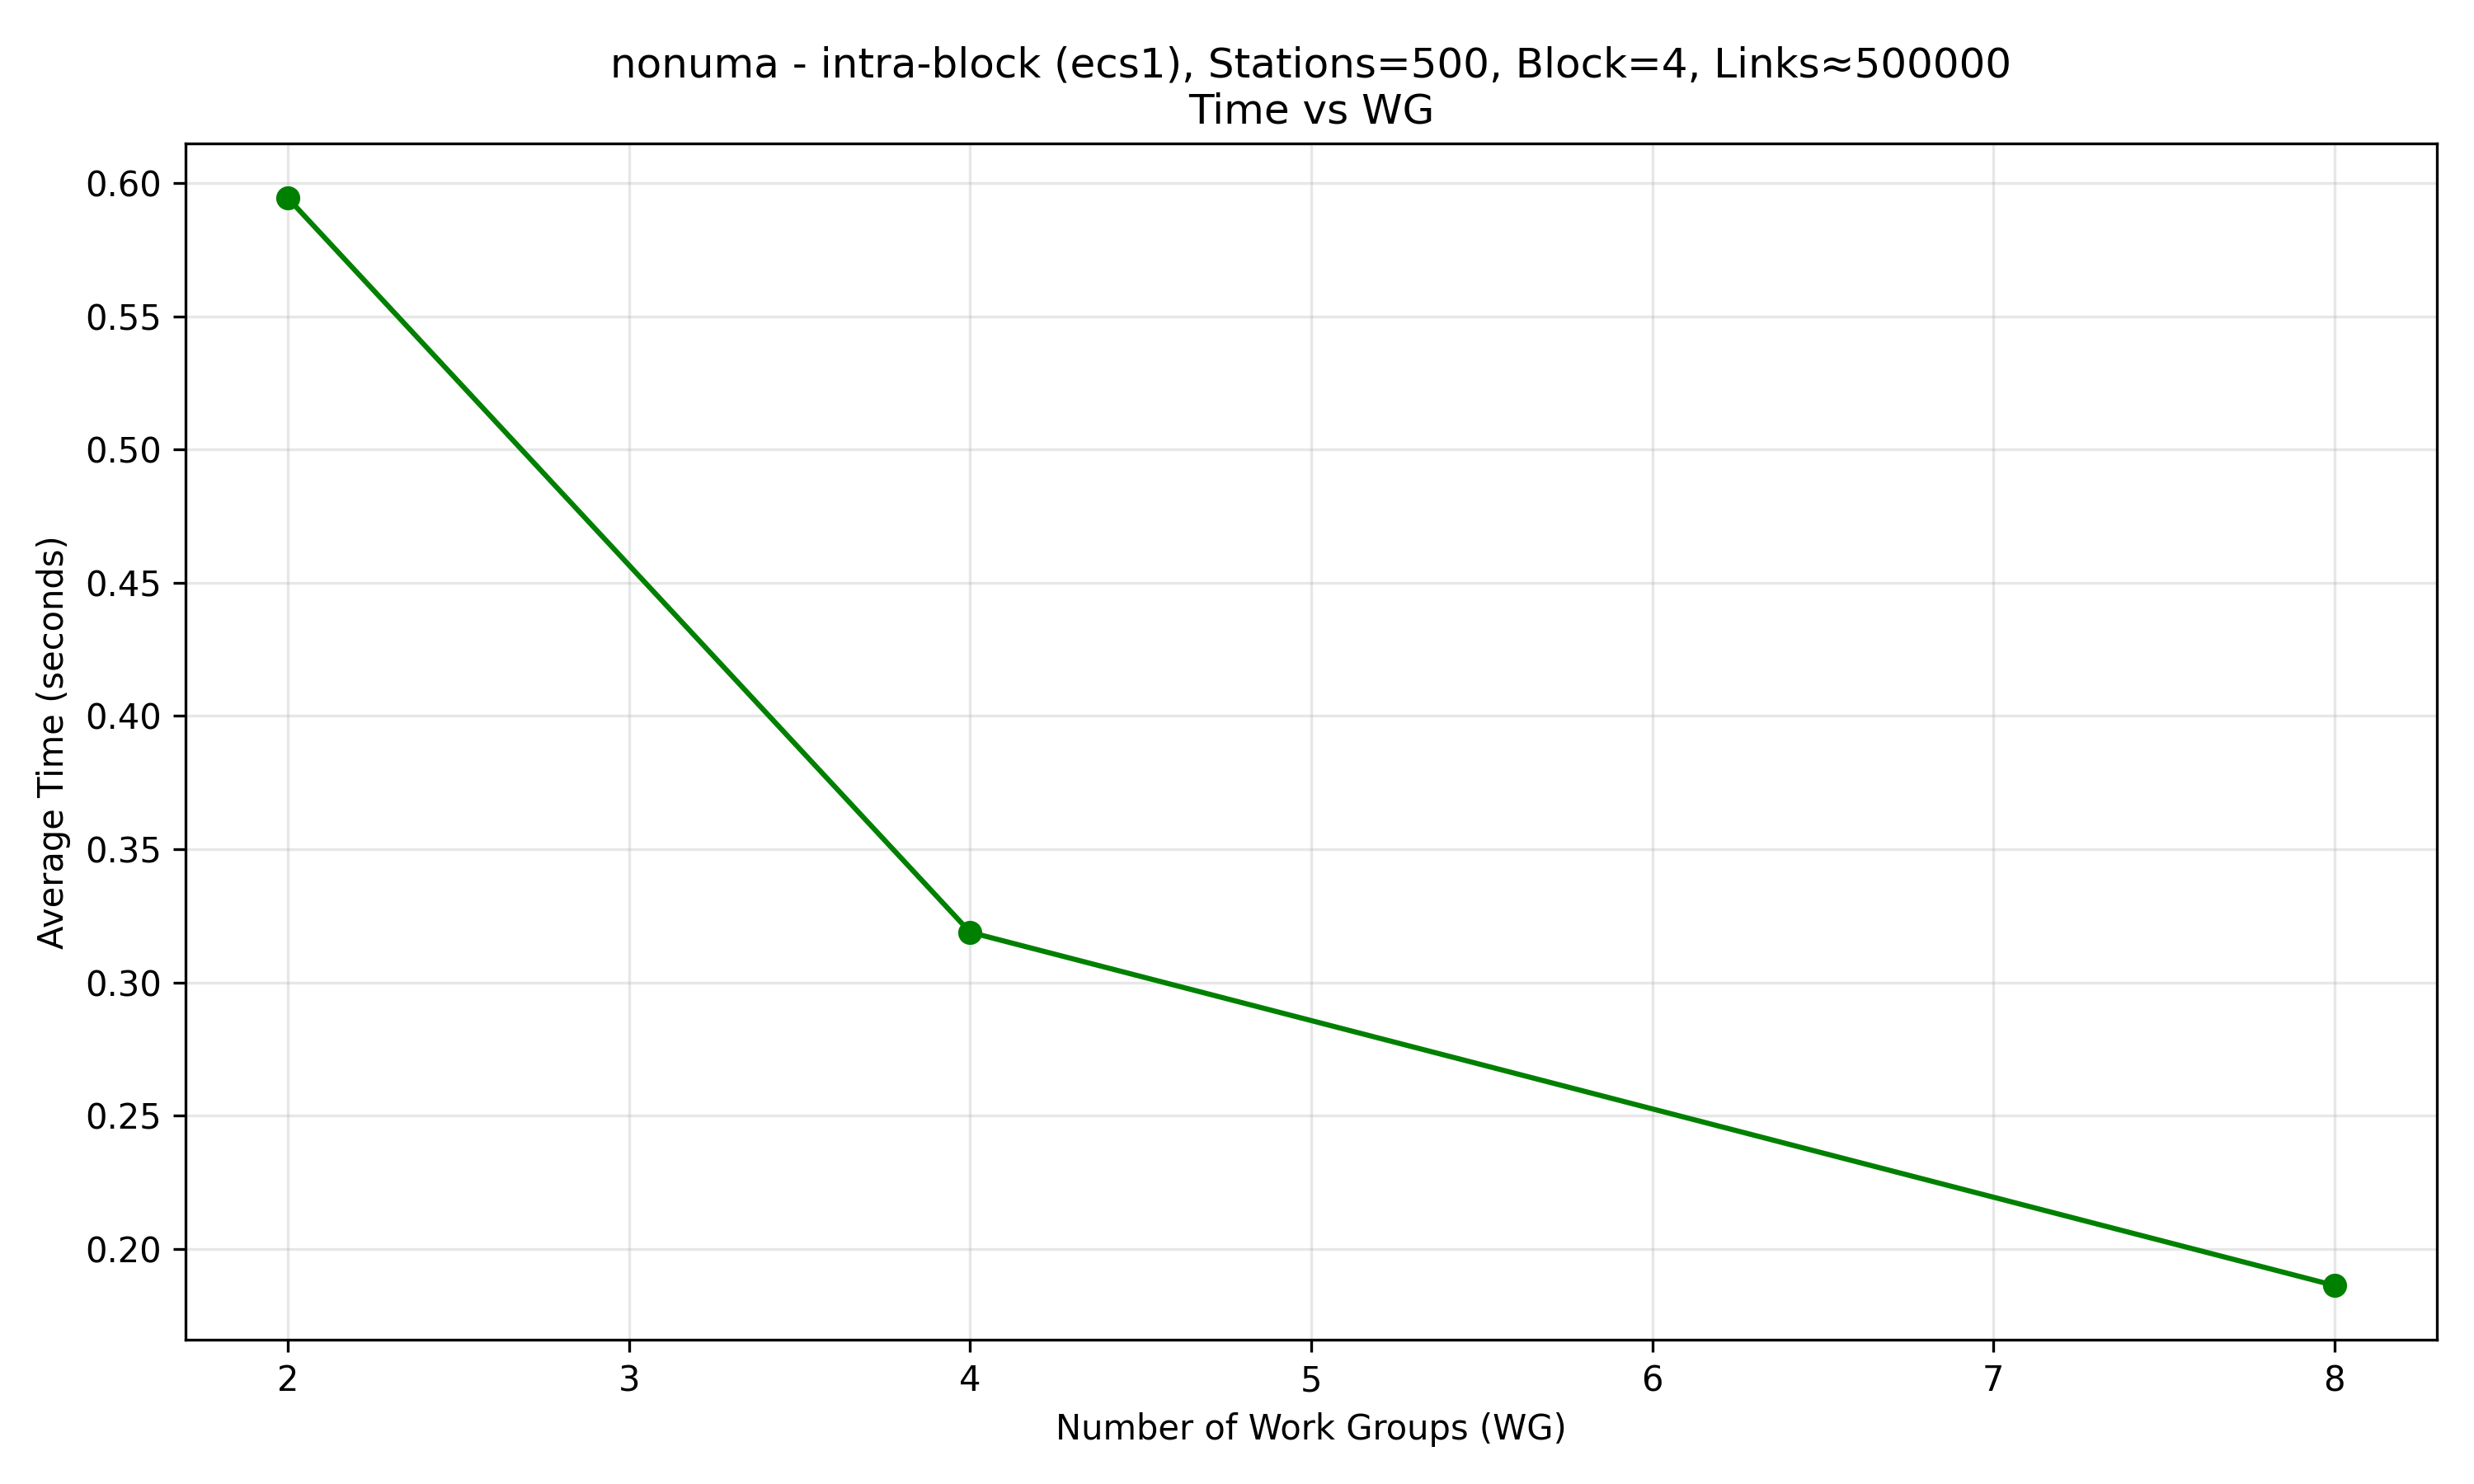 nonuma - intra-block (ecs1), Stations=500, Block=4, Links≈500000
Time vs WG
0.60
0.55
0.50
0.45
0.40
0.35
0.30
0.25
0.20
Average Time (seconds)
2 3 4 5 6 7 8
Number of Work Groups (WG)